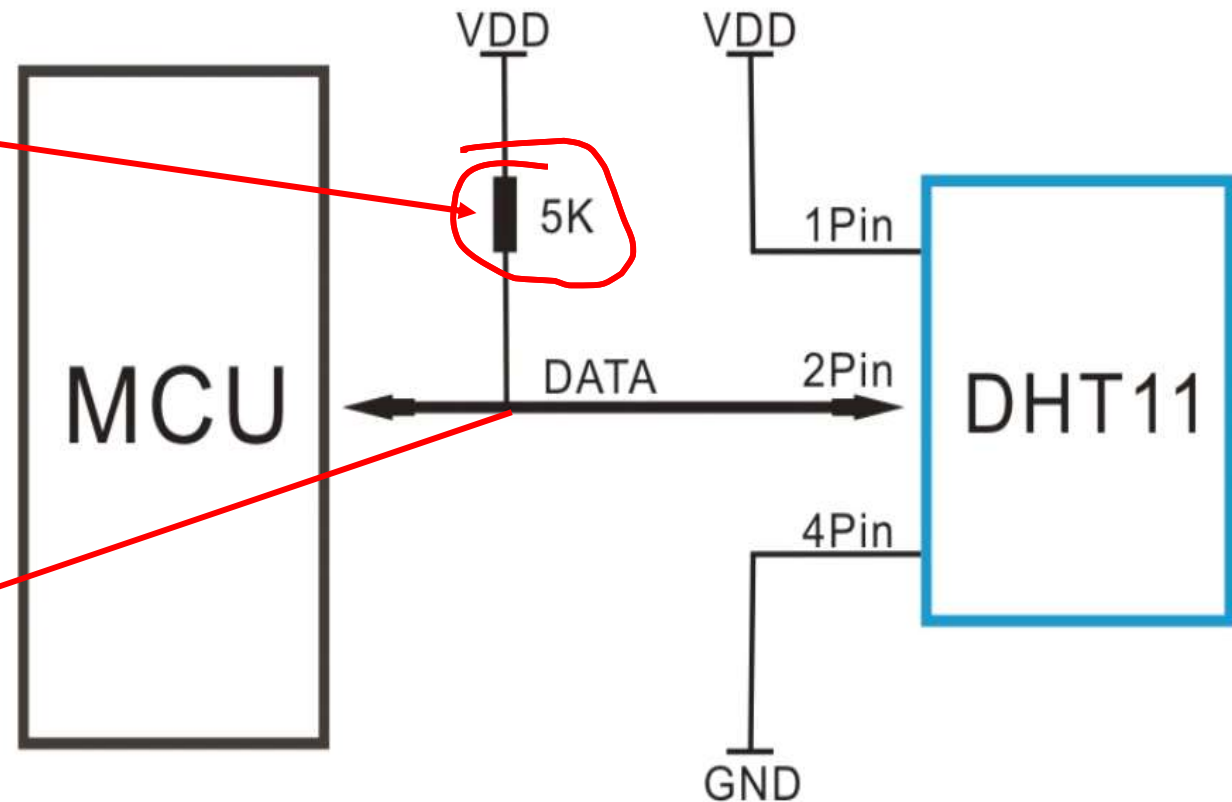 VDD
VDD
5K
1Pin
MCU
DATA
2Pin
DHT11
4Pin
GND